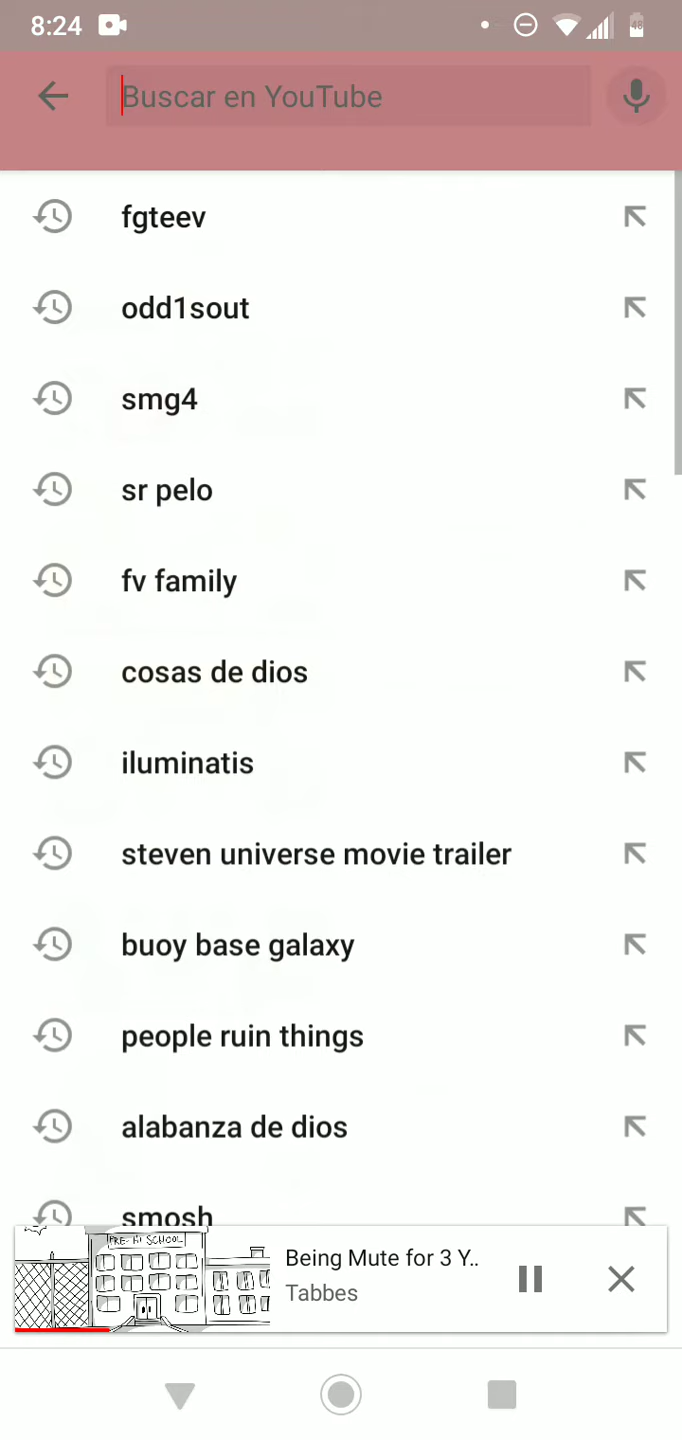 8:24
48
Buscar en YouTube
fgteev
odd1sout
smg4
sr pelo
fv family
cosas de dios
iluminatis
steven universe movie trailer
buoy base galaxy
people ruin things
alabanza de dios
smosh
PRE-HI SCHOOL
Being Mute for 3 Y..
Tabbes